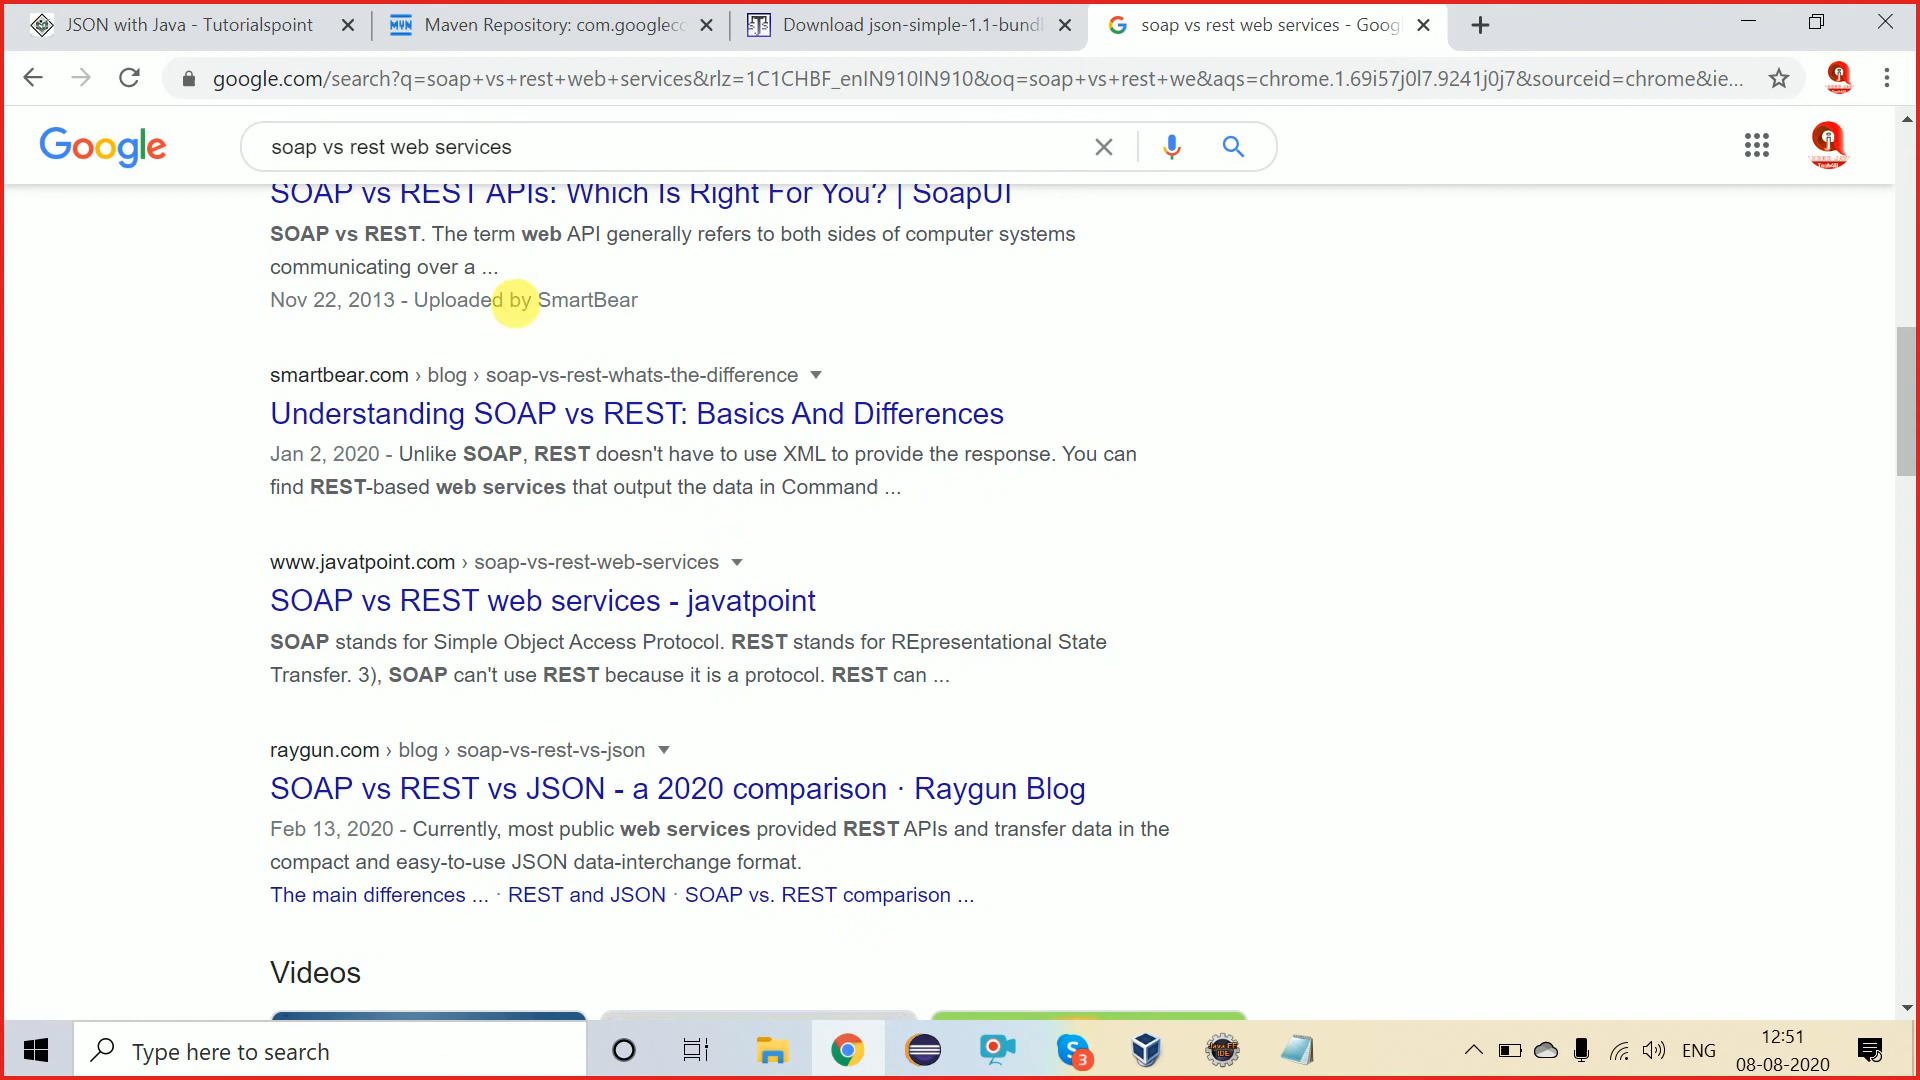 JSON with Java - Tutorialspoint
Maven Repository: com.googlecc
Download json-simple-1.1-bundl
soap vs rest web services - Goog
google.com/search?q=soap+vs+rest+web+services&rlz=1C1CHBF_enIN910IN910&oq=soap+vs+rest+we&aqs=chrome.1.69i57j0l7.9241j0j7&sourceid=chrome&ie...
Google
soap vs rest web services
SOAP vs REST APIs: Which Is Right For You? | SoapUI
SOAP vs REST. The term web API generally refers to both sides of computer systems
communicating over a ...
Nov 22, 2013 - Uploaded by SmartBear
smartbear.com › blog › soap-vs-rest-whats-the-difference
Understanding SOAP vs REST: Basics And Differences
Jan 2, 2020 - Unlike SOAP, REST doesn't have to use XML to provide the response. You can
find REST-based web services that output the data in Command ...
www.javatpoint.com › soap-vs-rest-web-services
SOAP vs REST web services - javatpoint
SOAP stands for Simple Object Access Protocol. REST stands for REpresentational State
Transfer. 3), SOAP can't use REST because it is a protocol. REST can ...
raygun.com › blog › soap-vs-rest-vs-json
SOAP vs REST vs JSON - a 2020 comparison · Raygun Blog
Feb 13, 2020 - Currently, most public web services provided REST APIs and transfer data in the
compact and easy-to-use JSON data-interchange format.
The main differences ... · REST and JSON · SOAP vs. REST comparison ...
Videos
Type here to search
3
ENG
12:51
08-08-2020